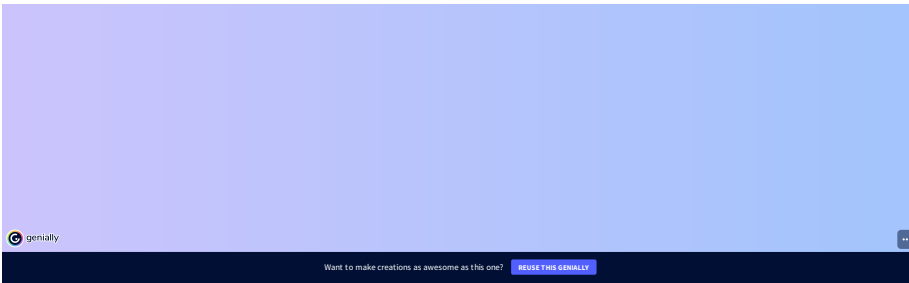 genially
Want to make creations as awesome as this one?
REUSE THIS GENIALLY